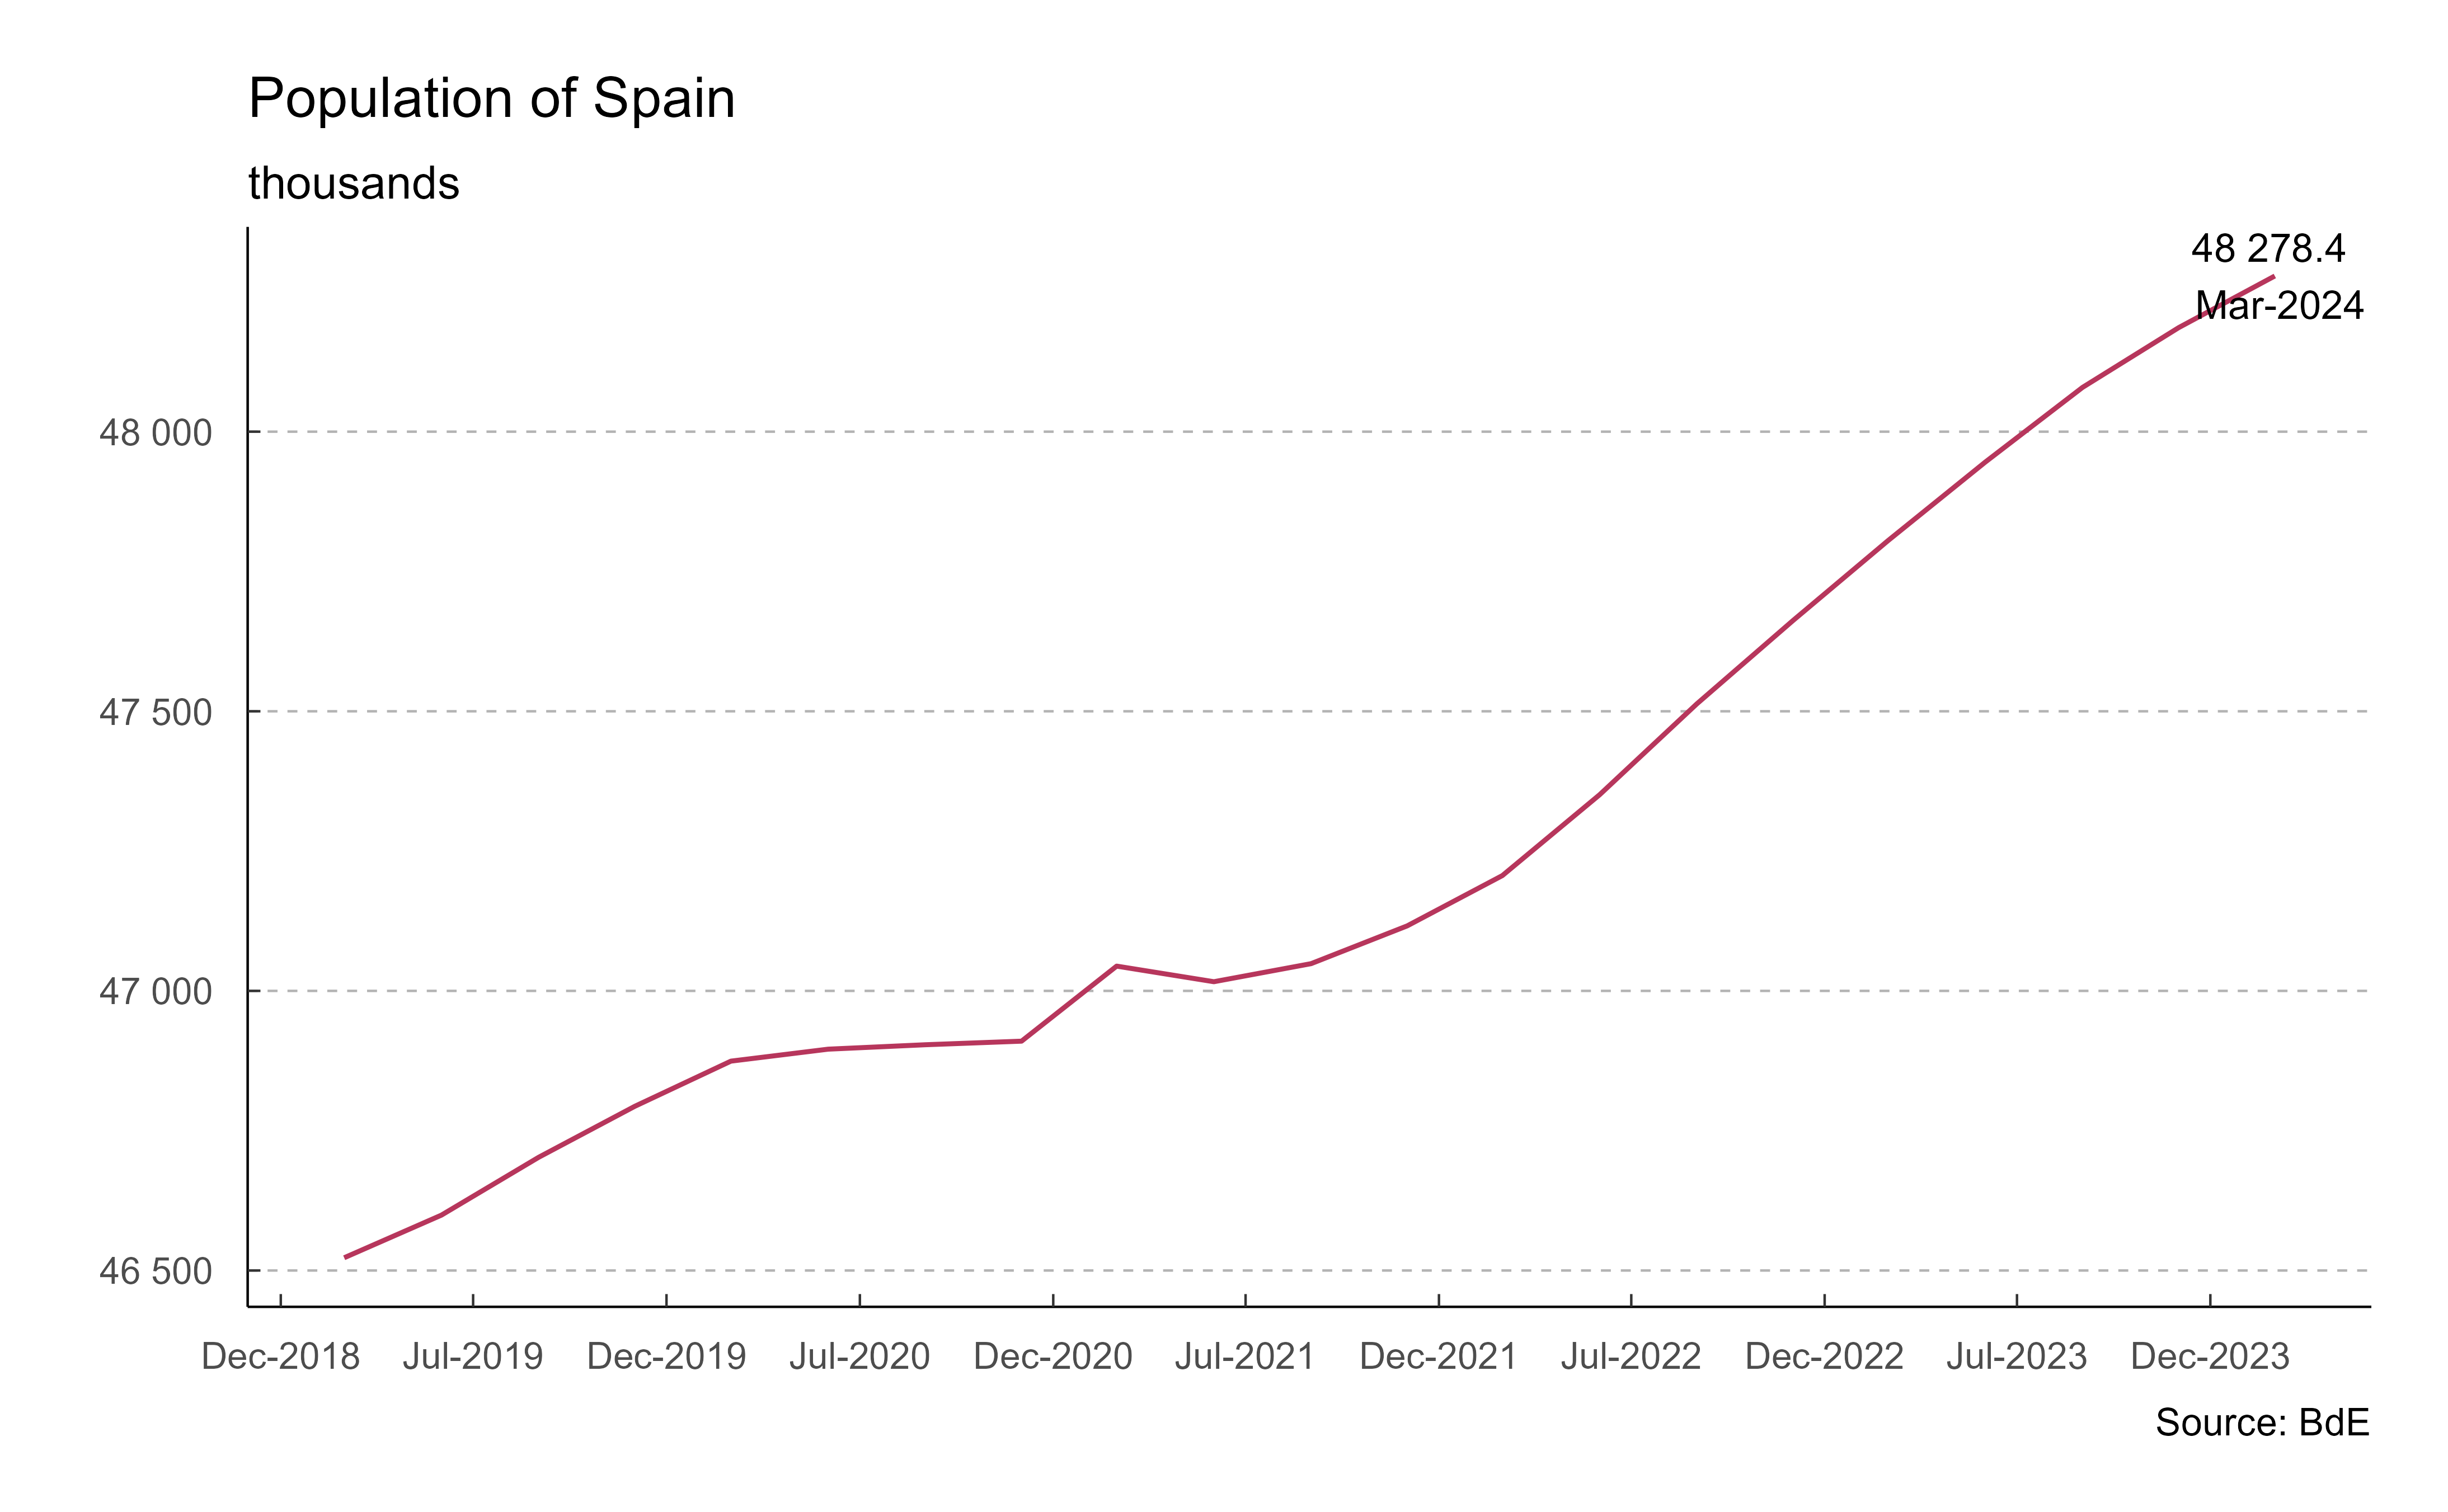 Population of Spain
thousands
48 278.4
Mar-2024
48 000
47 500
47 000
46 500
Dec-2018 Jul-2019 Dec-2019 Jul-2020 Dec-2020 Jul-2021 Dec-2021 Jul-2022 Dec-2022 Jul-2023 Dec-2023
Source: BdE